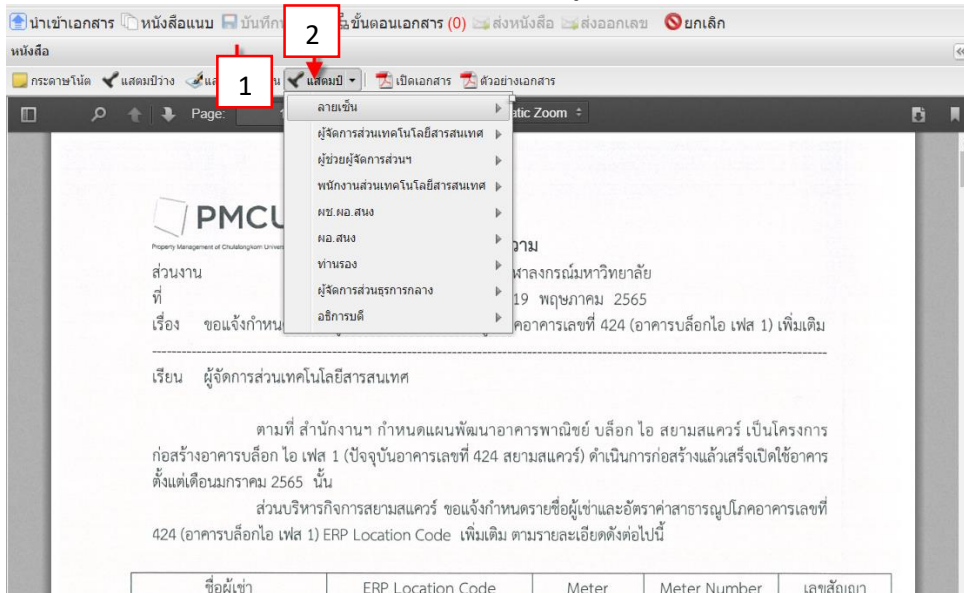 นำเข้าเอกสาร หนังสือแนบ บันทึก ขั้นตอนเอกสาร (0) ส่งหนังสือ ส่งออกเลข ยกเลิก
2
หนังสือ
1
กระดาษโน้ต แสตมป์ว่าง แสตมป์ เปิดเอกสาร ตัวอย่างเอกสาร
Page: atic Zoom
ลายเซ็น
ผู้จัดการส่วนเทคโนโลยีสารสนเทศ
ผู้ช่วยผู้จัดการส่วนฯ
พนักงานส่วนเทคโนโลยีสารสนเทศ
ผช.ผอ.สนง
ผอ.สนง
ท่านรอง
ผู้จัดการส่วนธุรการกลาง
อธิการบดี
PMCU
Property Management of Chulalongkorn Univer
วาม
ส่วนงาน ฬาลงกรณ์มหาวิทยาลัย
ที่ 19 พฤษภาคม 2565
เรื่อง ขอแจ้งกำหน คอาคารเลขที่ 424 (อาคารบล็อกไอ เฟส 1) เพิ่มเติม
เรียน ผู้จัดการส่วนเทคโนโลยีสารสนเทศ
ตามที่ สำนักงานฯ กำหนดแผนพัฒนาอาคารพาณิชย์ บล็อก ไอ สยามสแควร์ เป็นโครงการ
ก่อสร้างอาคารบล็อก ไอ เฟส 1 (ปัจจุบันอาคารเลขที่ 424 สยามสแควร์) ดำเนินการก่อสร้างแล้วเสร็จเปิดใช้อาคาร
ตั้งแต่เดือนมกราคม 2565 นั้น
ส่วนบริหารกิจการสยามสแควร์ ขอแจ้งกำหนดรายชื่อผู้เช่าและอัตราค่าสาธารณูปโภคอาคารเลขที่
424 (อาคารบล็อกไอ เฟส 1) ERP Location Code เพิ่มเติม ตามรายละเอียดดังต่อไปนี้
ชื่อผู้เช่า ERP Location Code Meter Meter Number เลขสัญญา